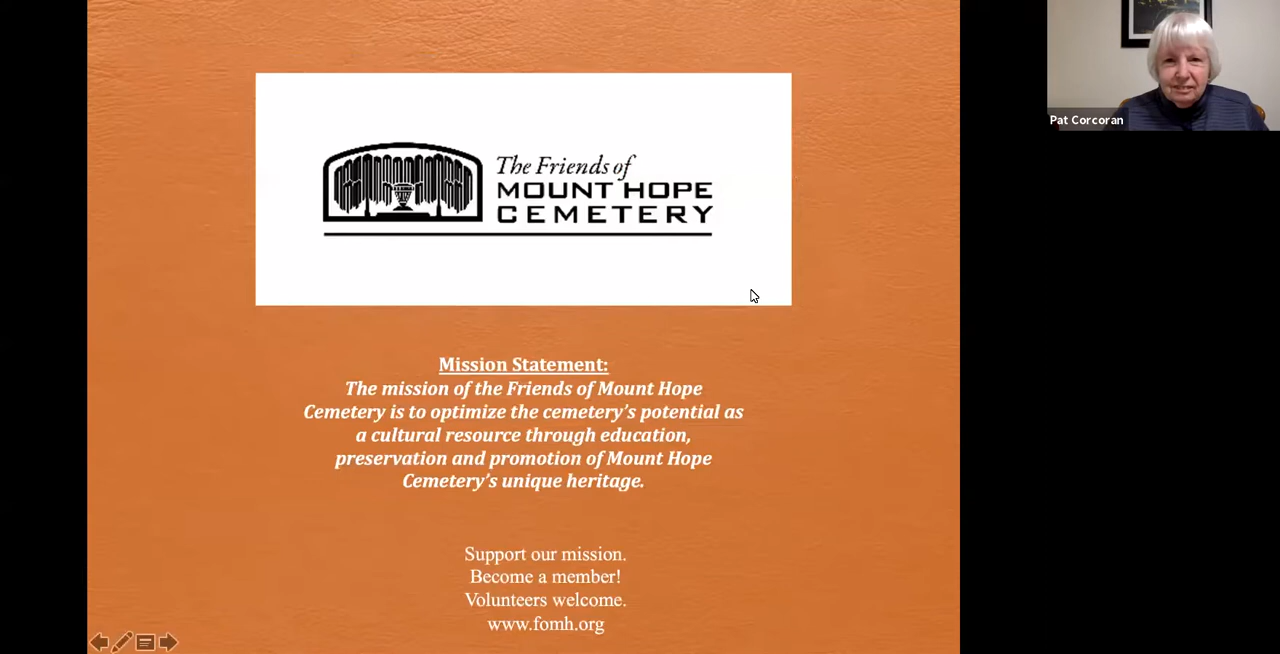 The Friends of
MOUNT HOPE
CEMETERY
Mission Statement:
The mission of the Friends of Mount Hope
Cemetery is to optimize the cemetery's potential as
a cultural resource through education,
preservation and promotion of Mount Hope
Cemetery's unique heritage.
Support our mission.
Become a member!
Volunteers welcome.
www.fomh.org
Pat Corcoran